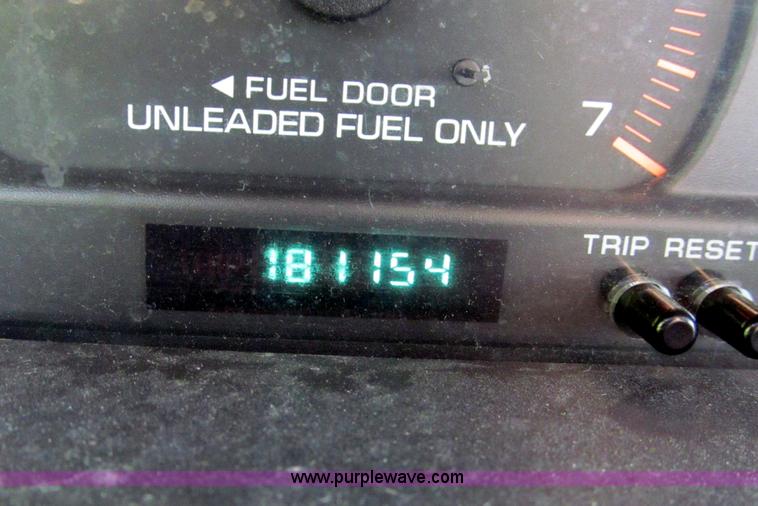 ◄ FUEL DOOR
UNLEADED FUEL ONLY
7
181154
TRIP RESET
www.purplewave.com